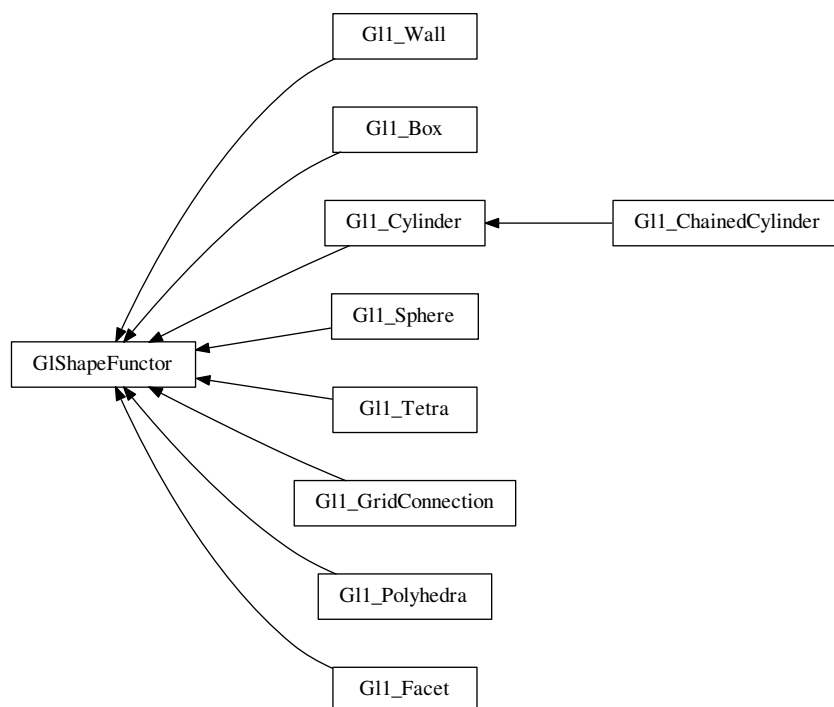 Gl1_Wall
Gl1_Box
Gl1_Cylinder
Gl1_ChainedCylinder
Gl1_Sphere
GlShapeFunctor
Gl1_Tetra
Gl1_GridConnection
Gl1_Polyhedra
Gl1_Facet